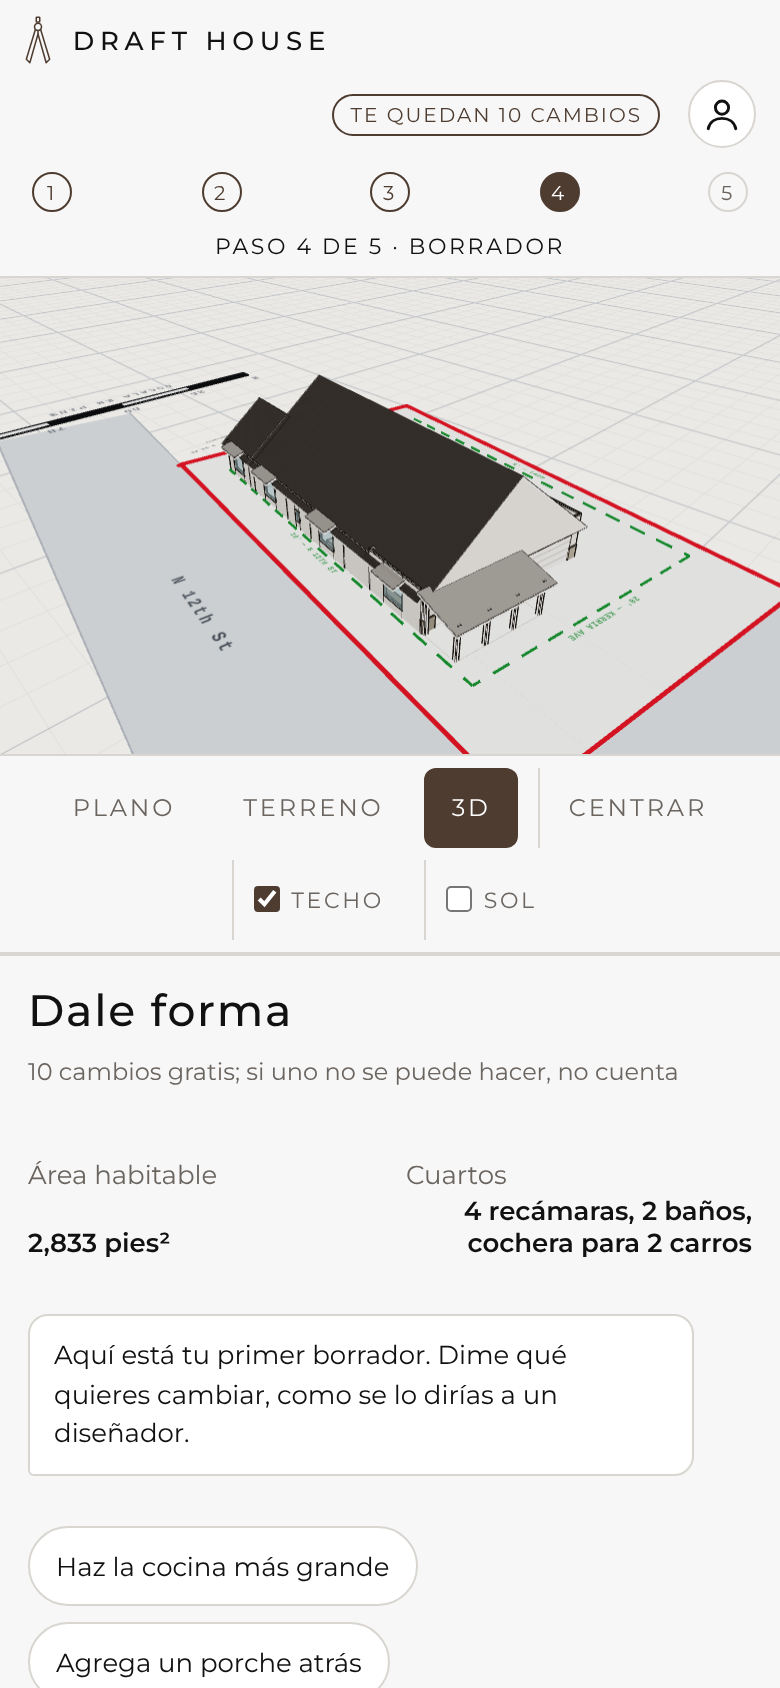 DRAFT HOUSE
TE QUEDAN 10 CAMBIOS
1 2 3 4 5
PASO 4 DE 5 · BORRADOR
N 12th St
PLANO TERRENO 3D CENTRAR
TECHO SOL
Dale forma
10 cambios gratis; si uno no se puede hacer, no cuenta
Área habitable
Cuartos
2,833 pies²
4 recámaras, 2 baños,
cochera para 2 carros
Aquí está tu primer borrador. Dime qué
quieres cambiar, como se lo dirías a un
diseñador.
Haz la cocina más grande
Agrega un porche atrás